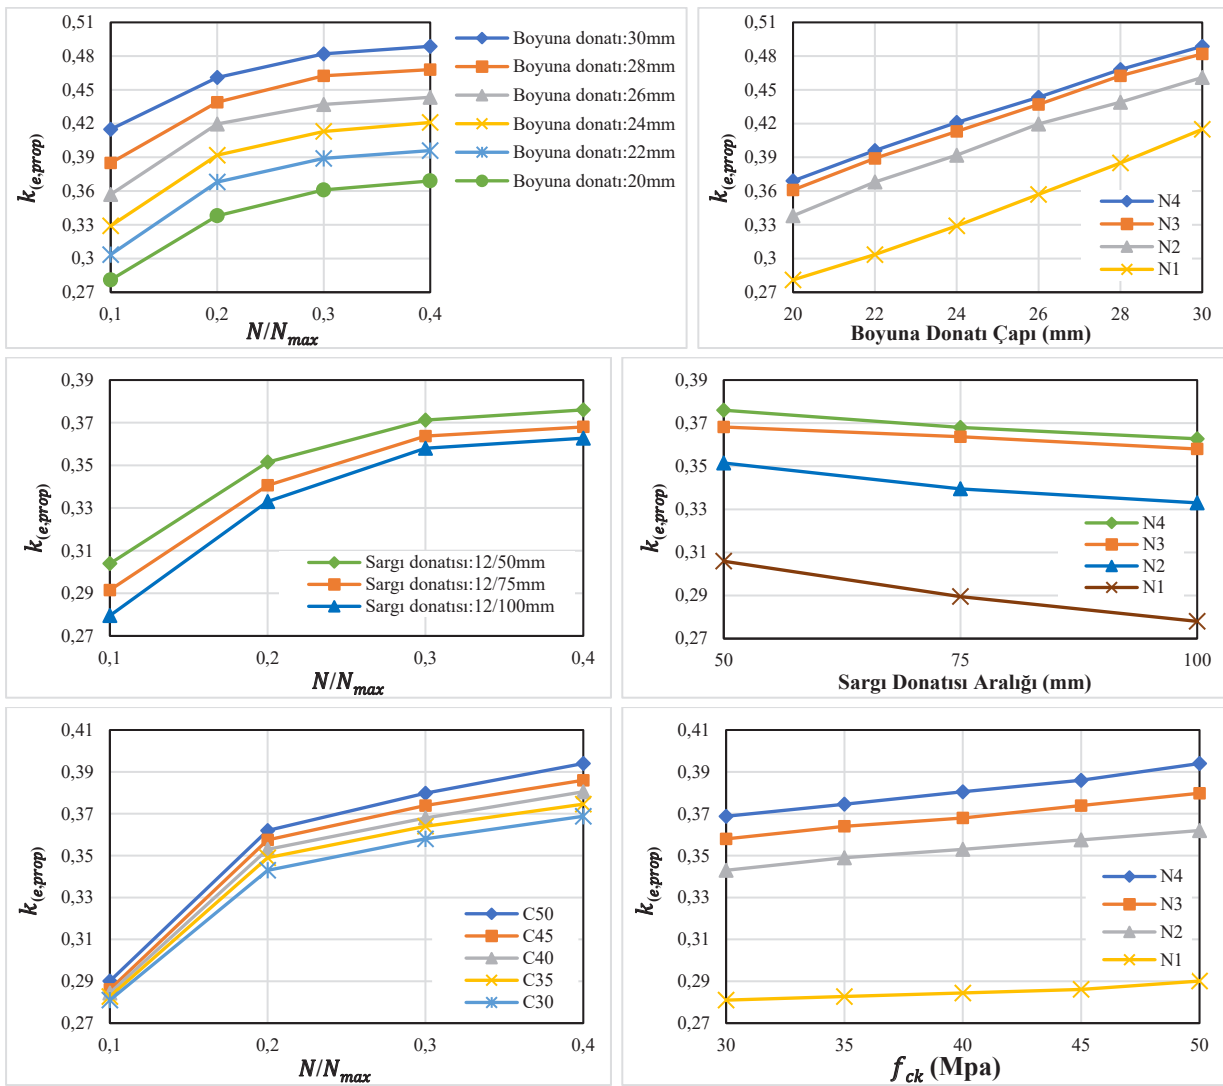 0,51
0,48
0,45
0,42
0,39
0,36
0,33
0,3
0,27
k(e,prop)
0,1
0,2
0,3
0,4
N/Nmax
Boyuna donatı:30mm
Boyuna donatı:28mm
Boyuna donatı:26mm
Boyuna donatı:24mm
Boyuna donatı:22mm
Boyuna donatı:20mm
0,51
0,48
0,45
0,42
0,39
0,36
0,33
0,3
0,27
k(e,prop)
N4
N3
N2
N1
20
22
24
26
28
30
Boyuna Donatı Çapı (mm)
0,39
0,37
0,35
0,33
0,31
0,29
0,27
k(e,prop)
Sargı donatısı:12/50mm
Sargı donatısı:12/75mm
Sargı donatısı:12/100mm
0,1
0,2
0,3
0,4
N/Nmax
0,39
0,37
0,35
0,33
0,31
0,29
0,27
k(e,prop)
N4
N3
N2
N1
50
75
100
Sargı Donatısı Aralığı (mm)
0,41
0,39
0,37
0,35
0,33
0,31
0,29
0,27
k(e,prop)
C50
C45
C40
C35
C30
0,1
0,2
0,3
0,4
N/Nmax
0,41
0,39
0,37
0,35
0,33
0,31
0,29
0,27
k(e,prop)
N4
N3
N2
N1
30
35
40
45
50
fck (Mpa)